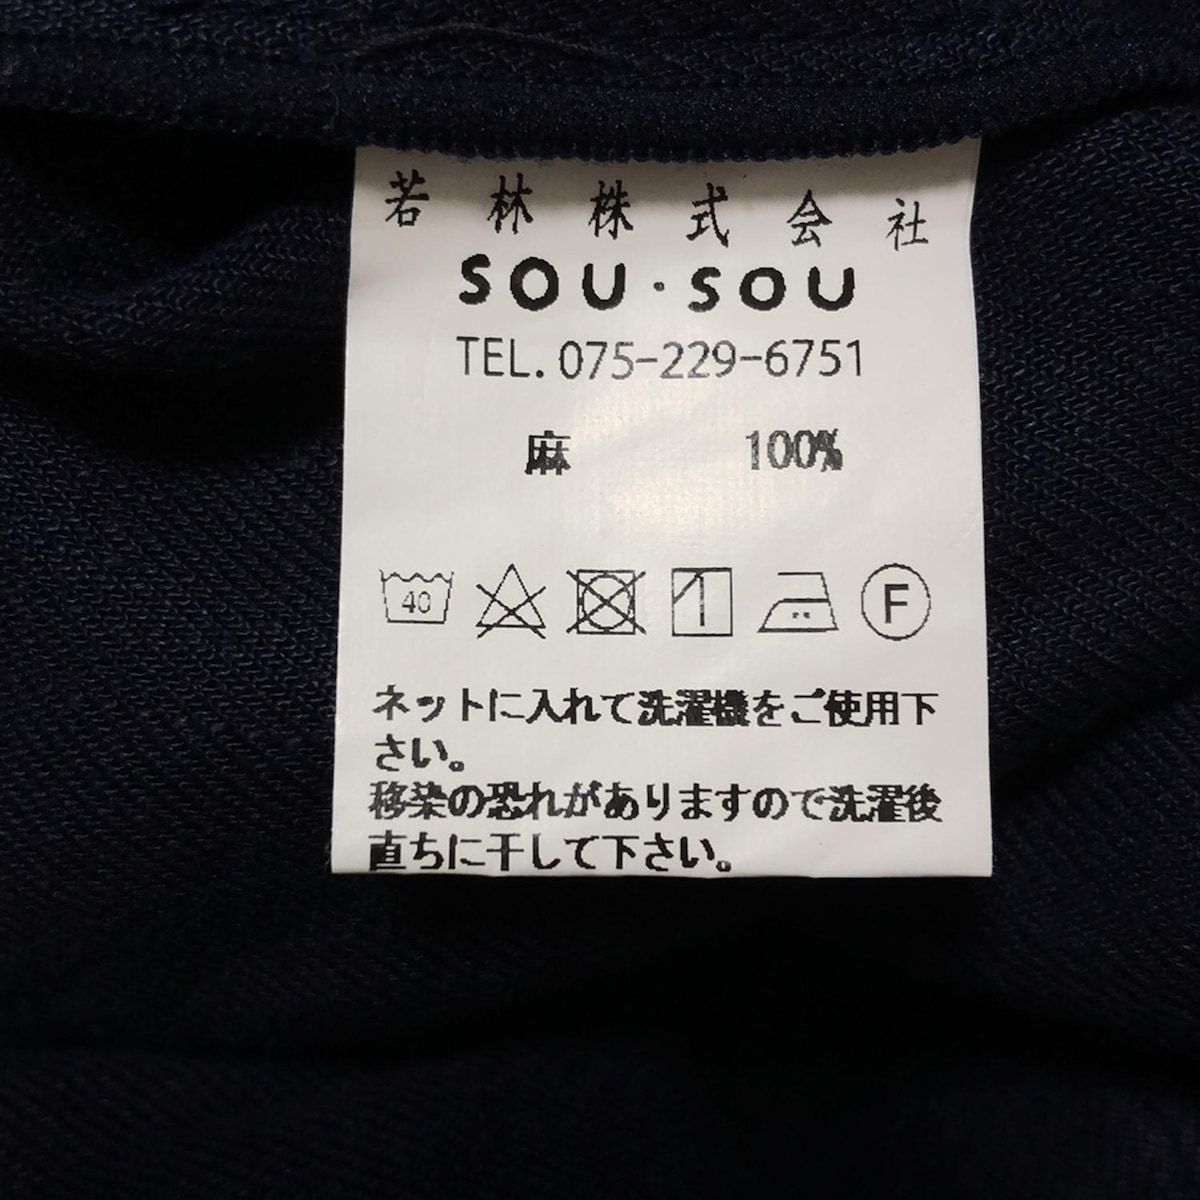 若林株式会社
SOU・SOU
TEL. 075-229-6751
麻 100%
40 F
ネットに入れて洗濯機をご使用下
さい。
移染の恐れがありますので洗濯後
直ちに干して下さい。